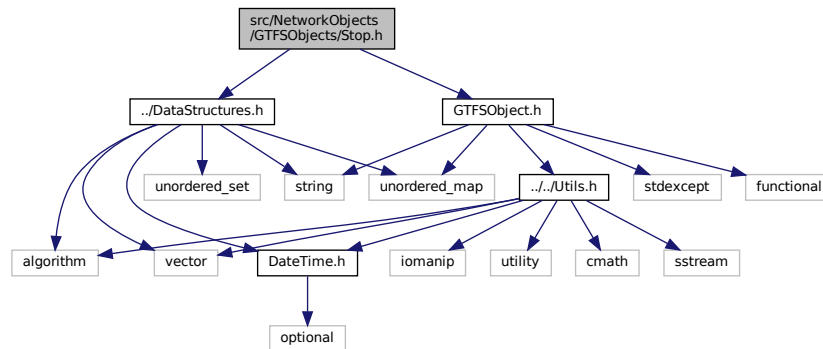 src/NetworkObjects
/GTFSObjects/Stop.h
../DataStructures.h
GTFSObject.h
unordered_set
string
unordered_map
../../Utils.h
stdexcept
functional
algorithm
vector
DateTime.h
iomanip
utility
cmath
sstream
optional